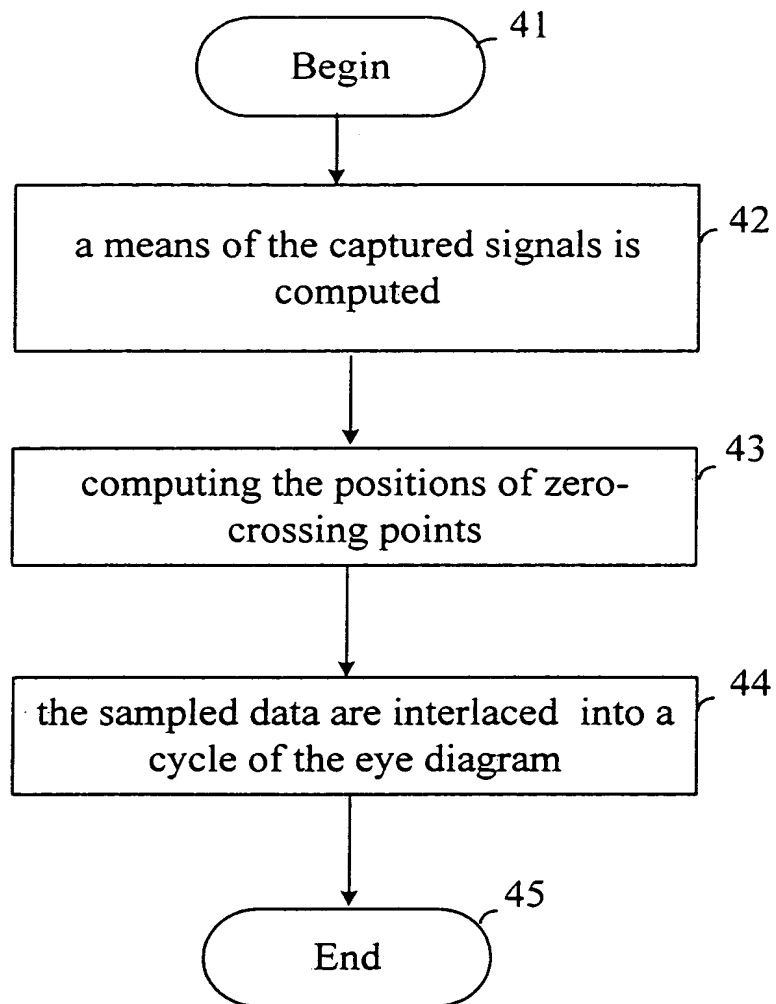 41
Begin
42
a means of the captured signals is
computed
43
computing the positions of zero-
crossing points
44
the sampled data are interlaced into a
cycle of the eye diagram
45
End